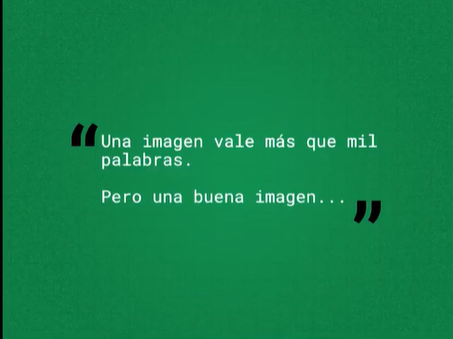 “Una imagen vale más que mil
palabras.
Pero una buena imagen...”